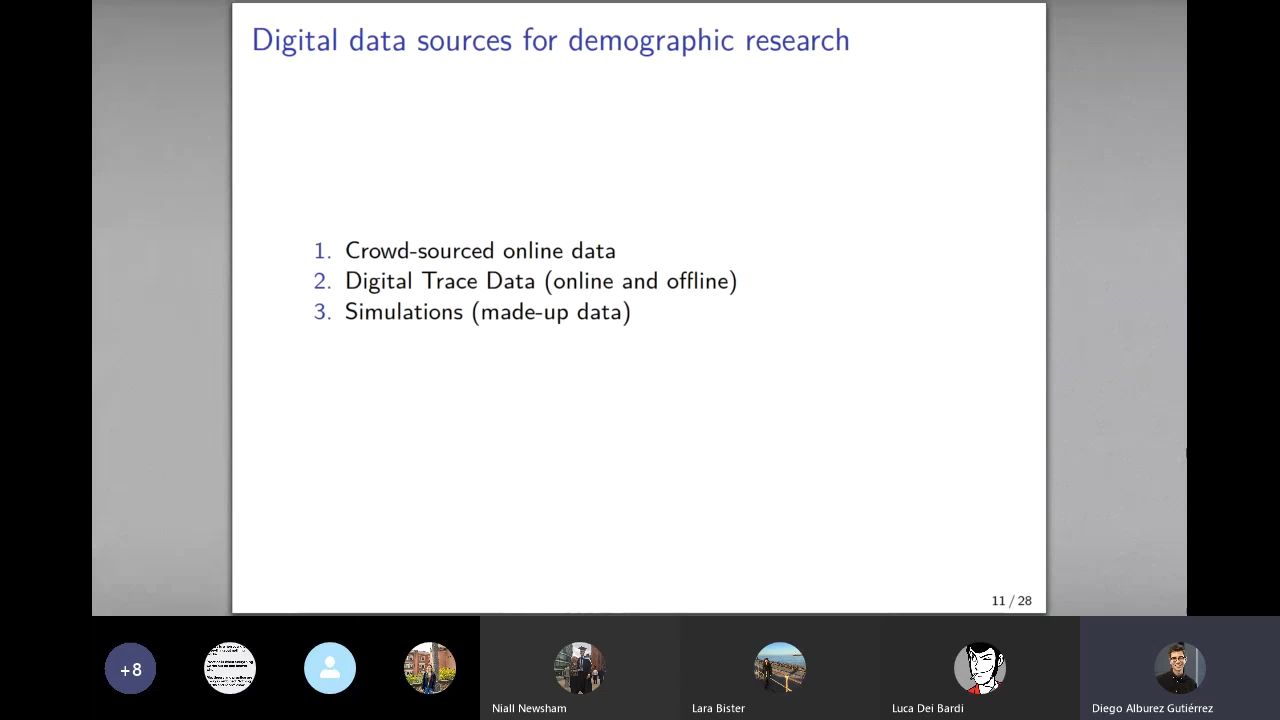 Digital data sources for demographic research
1. Crowd-sourced online data
2. Digital Trace Data (online and offline)
3. Simulations (made-up data)
11 / 28
+8
Niall Newsham
Lara Bister
Luca Dei Bardi
Diego Alburez Gutiérrez